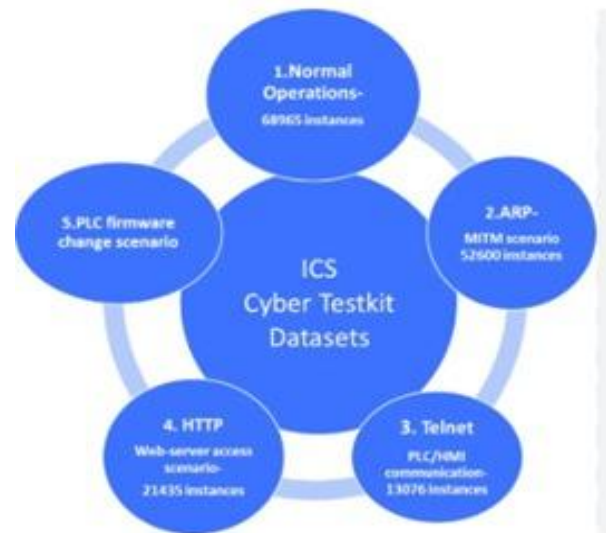 1.Normal
Operations-
68965 instances
2.ARP-
MITM scenario
52600 instances
3. Telnet
PLC/HMI
communication-
13076 instances
4. HTTP
Web-server access
scenario-
21435 instances
5.PLC firmware
change scenario
ICS
Cyber Testkit
Datasets